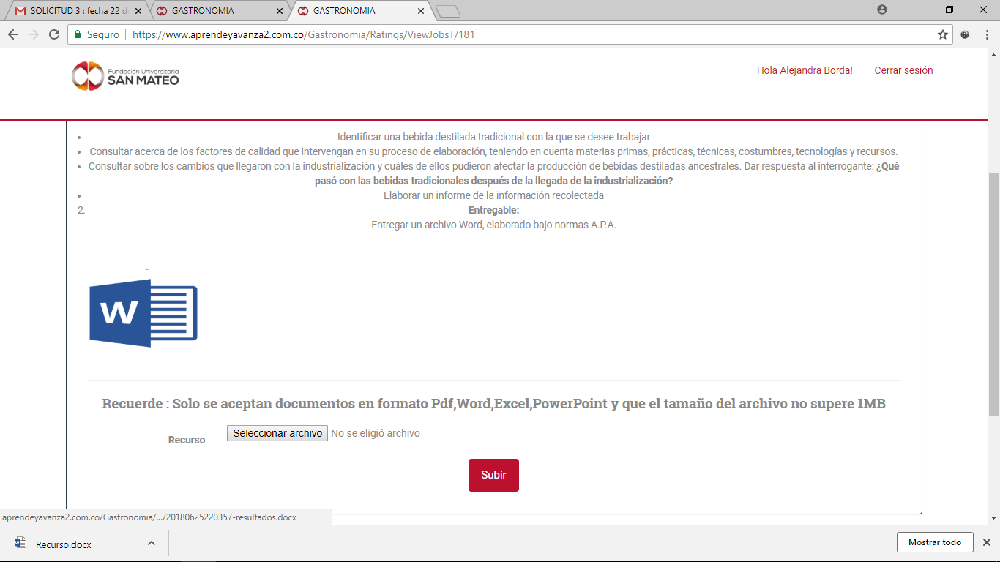 SOLICITUD 3 : fecha 22 d
GASTRONOMIA
GASTRONOMIA
Seguro
https://www.aprendeyavanza2.com.co/Gastronomia/Ratings/ViewJobsT/181
Fundación Universitaria
SAN MATEO
Hola Alejandra Borda!
Cerrar sesión
• Identificar una bebida destilada tradicional con la que se desee trabajar
• Consultar acerca de los factores de calidad que intervengan en su proceso de elaboración, teniendo en cuenta materias primas, prácticas, técnicas, costumbres, tecnologías y recursos.
• Consultar sobre los cambios que llegaron con la industrialización y cuáles de ellos pudieron afectar la producción de bebidas destiladas ancestrales. Dar respuesta al interrogante: ¿Qué
pasó con las bebidas tradicionales después de la llegada de la industrialización?
• Elaborar un informe de la información recolectada
2. Entregable:
Entregar un archivo Word, elaborado bajo normas A.P.A.
-
W
Recuerde : Solo se aceptan documentos en formato Pdf,Word,Excel,PowerPoint y que el tamaño del archivo no supere 1MB
Recurso
Seleccionar archivo No se eligió archivo
Subir
aprendeyavanza2.com.co/Gastronomia/.../20180625220357-resultados.docx
Recurso.docx
Mostrar todo